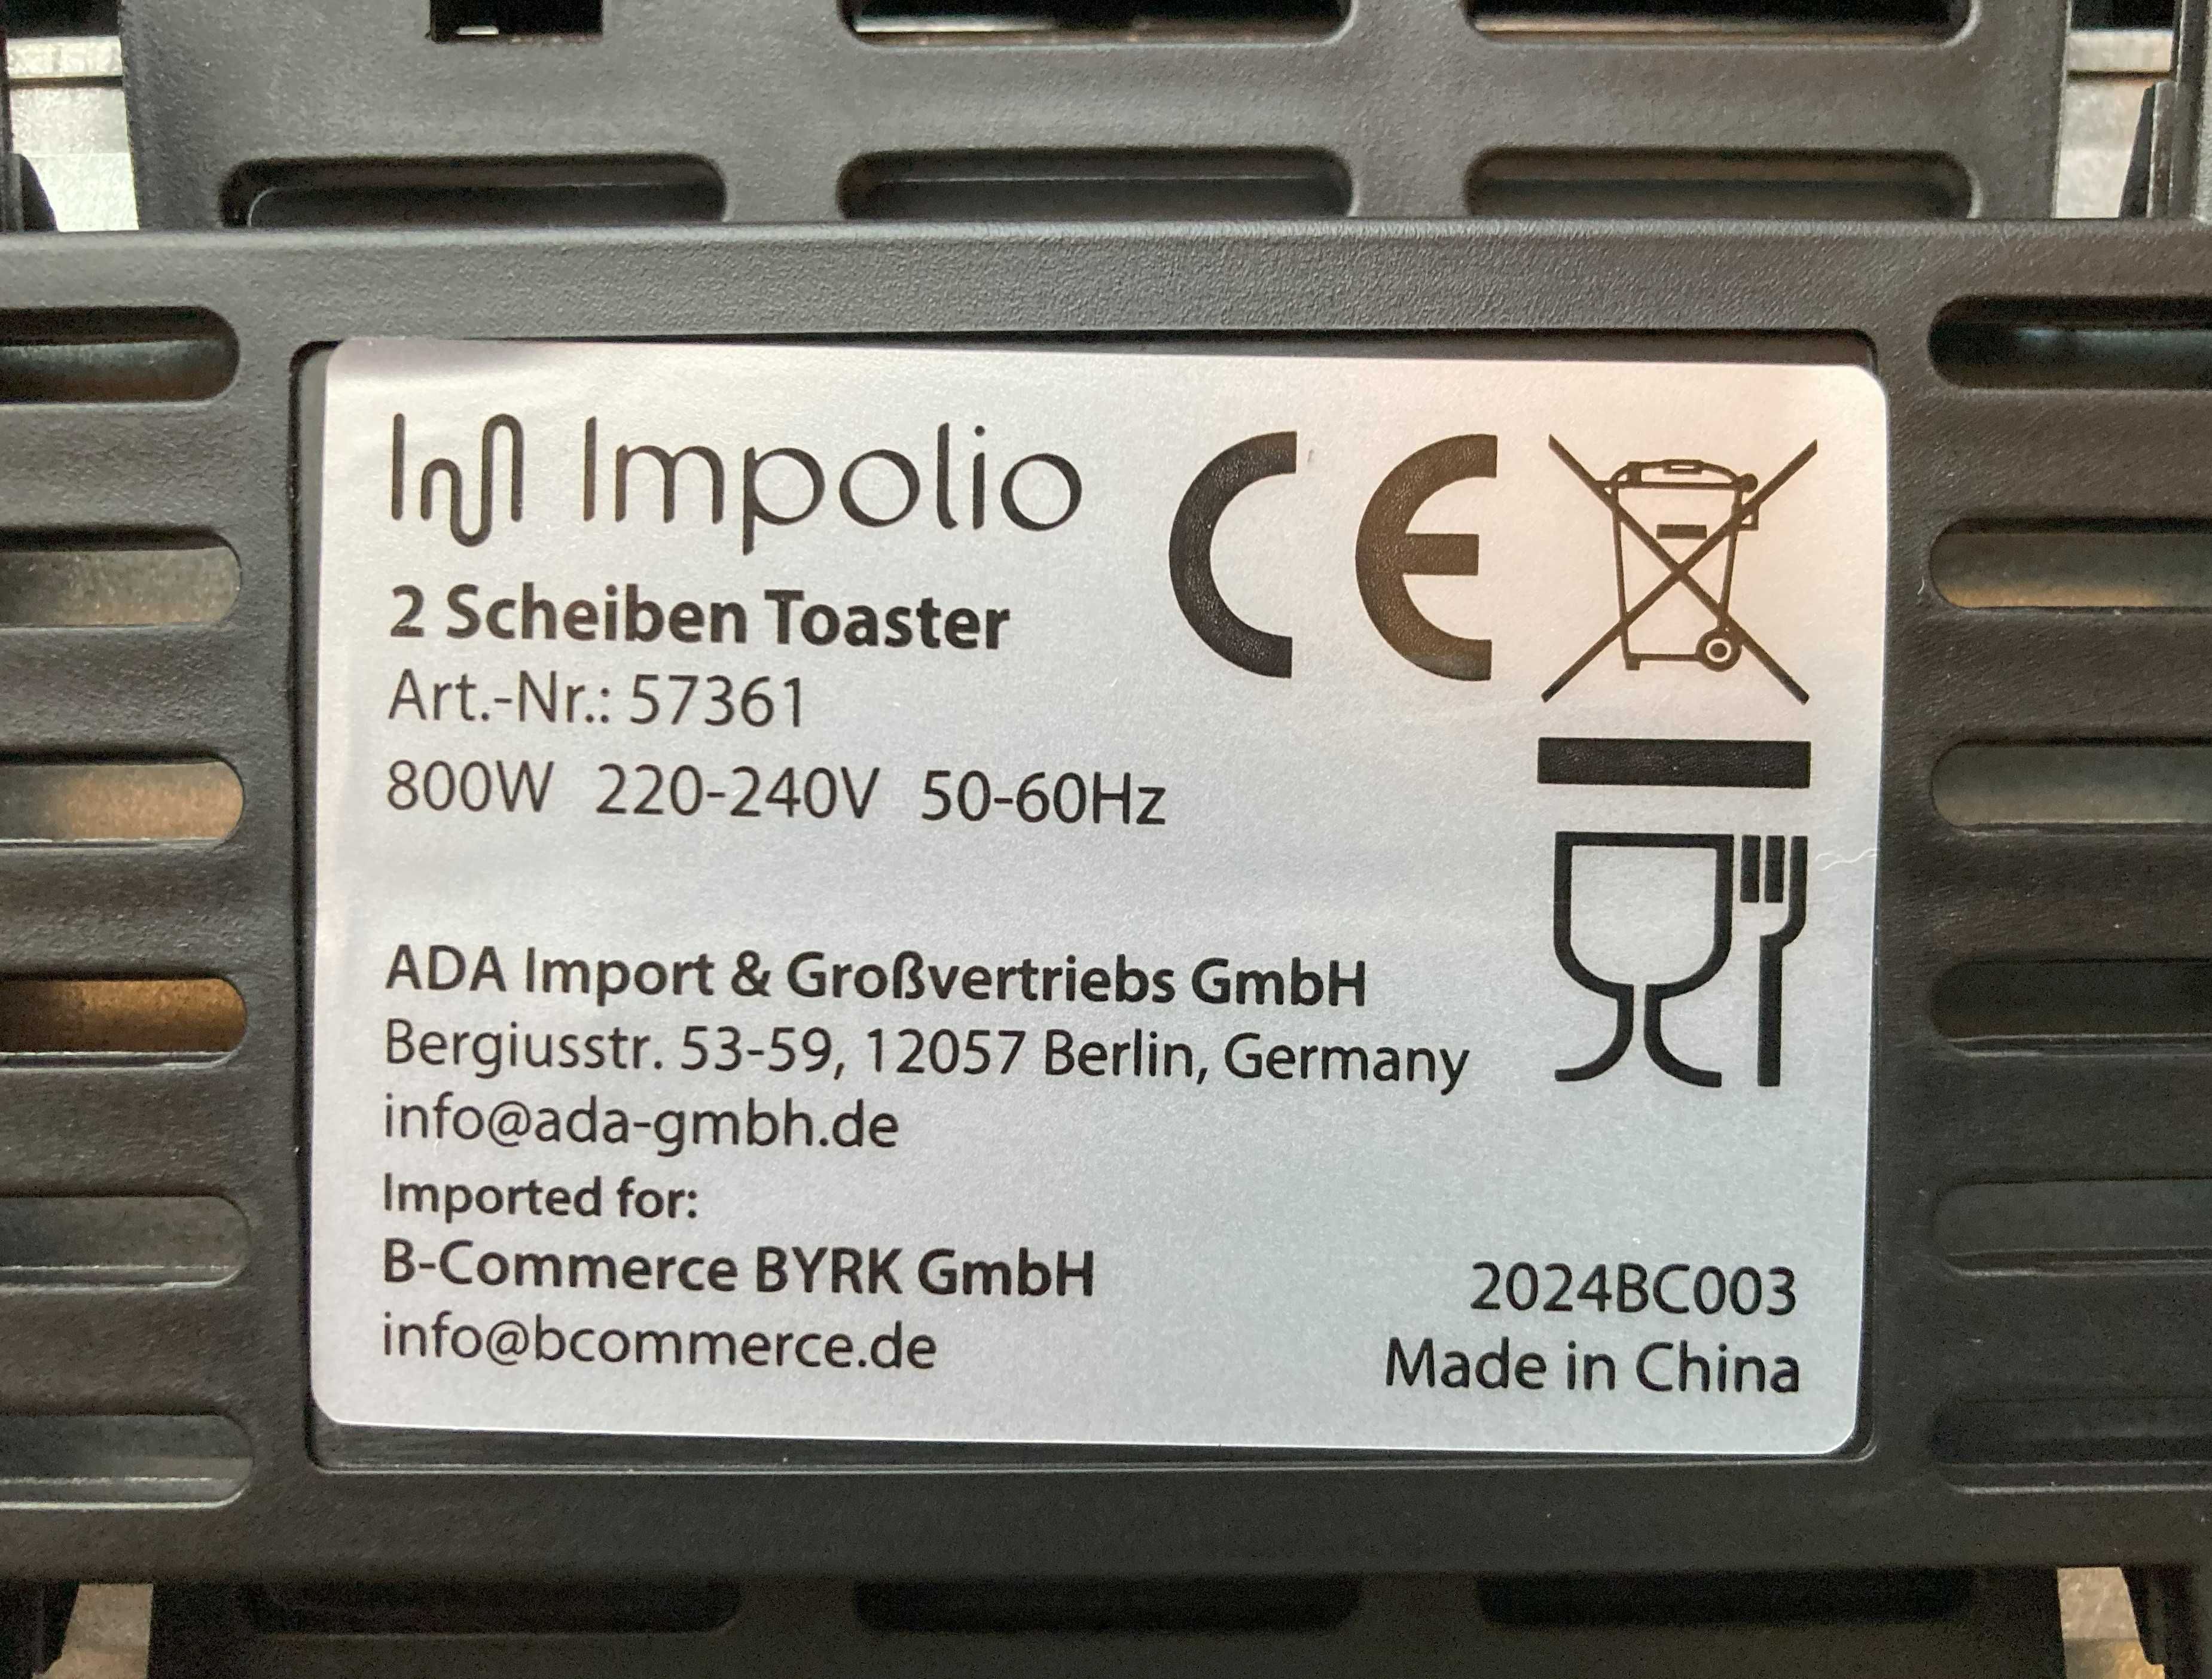 Impolio
CE
2 Scheiben Toaster
Art.-Nr.: 57361
800W 220-240V 50-60Hz
ADA Import & Großvertriebs GmbH
Bergiusstr. 53-59, 12057 Berlin, Germany
info@ada-gmbh.de
Imported for:
B-Commerce BYRK GmbH
info@bcommerce.de
2024BC003
Made in China